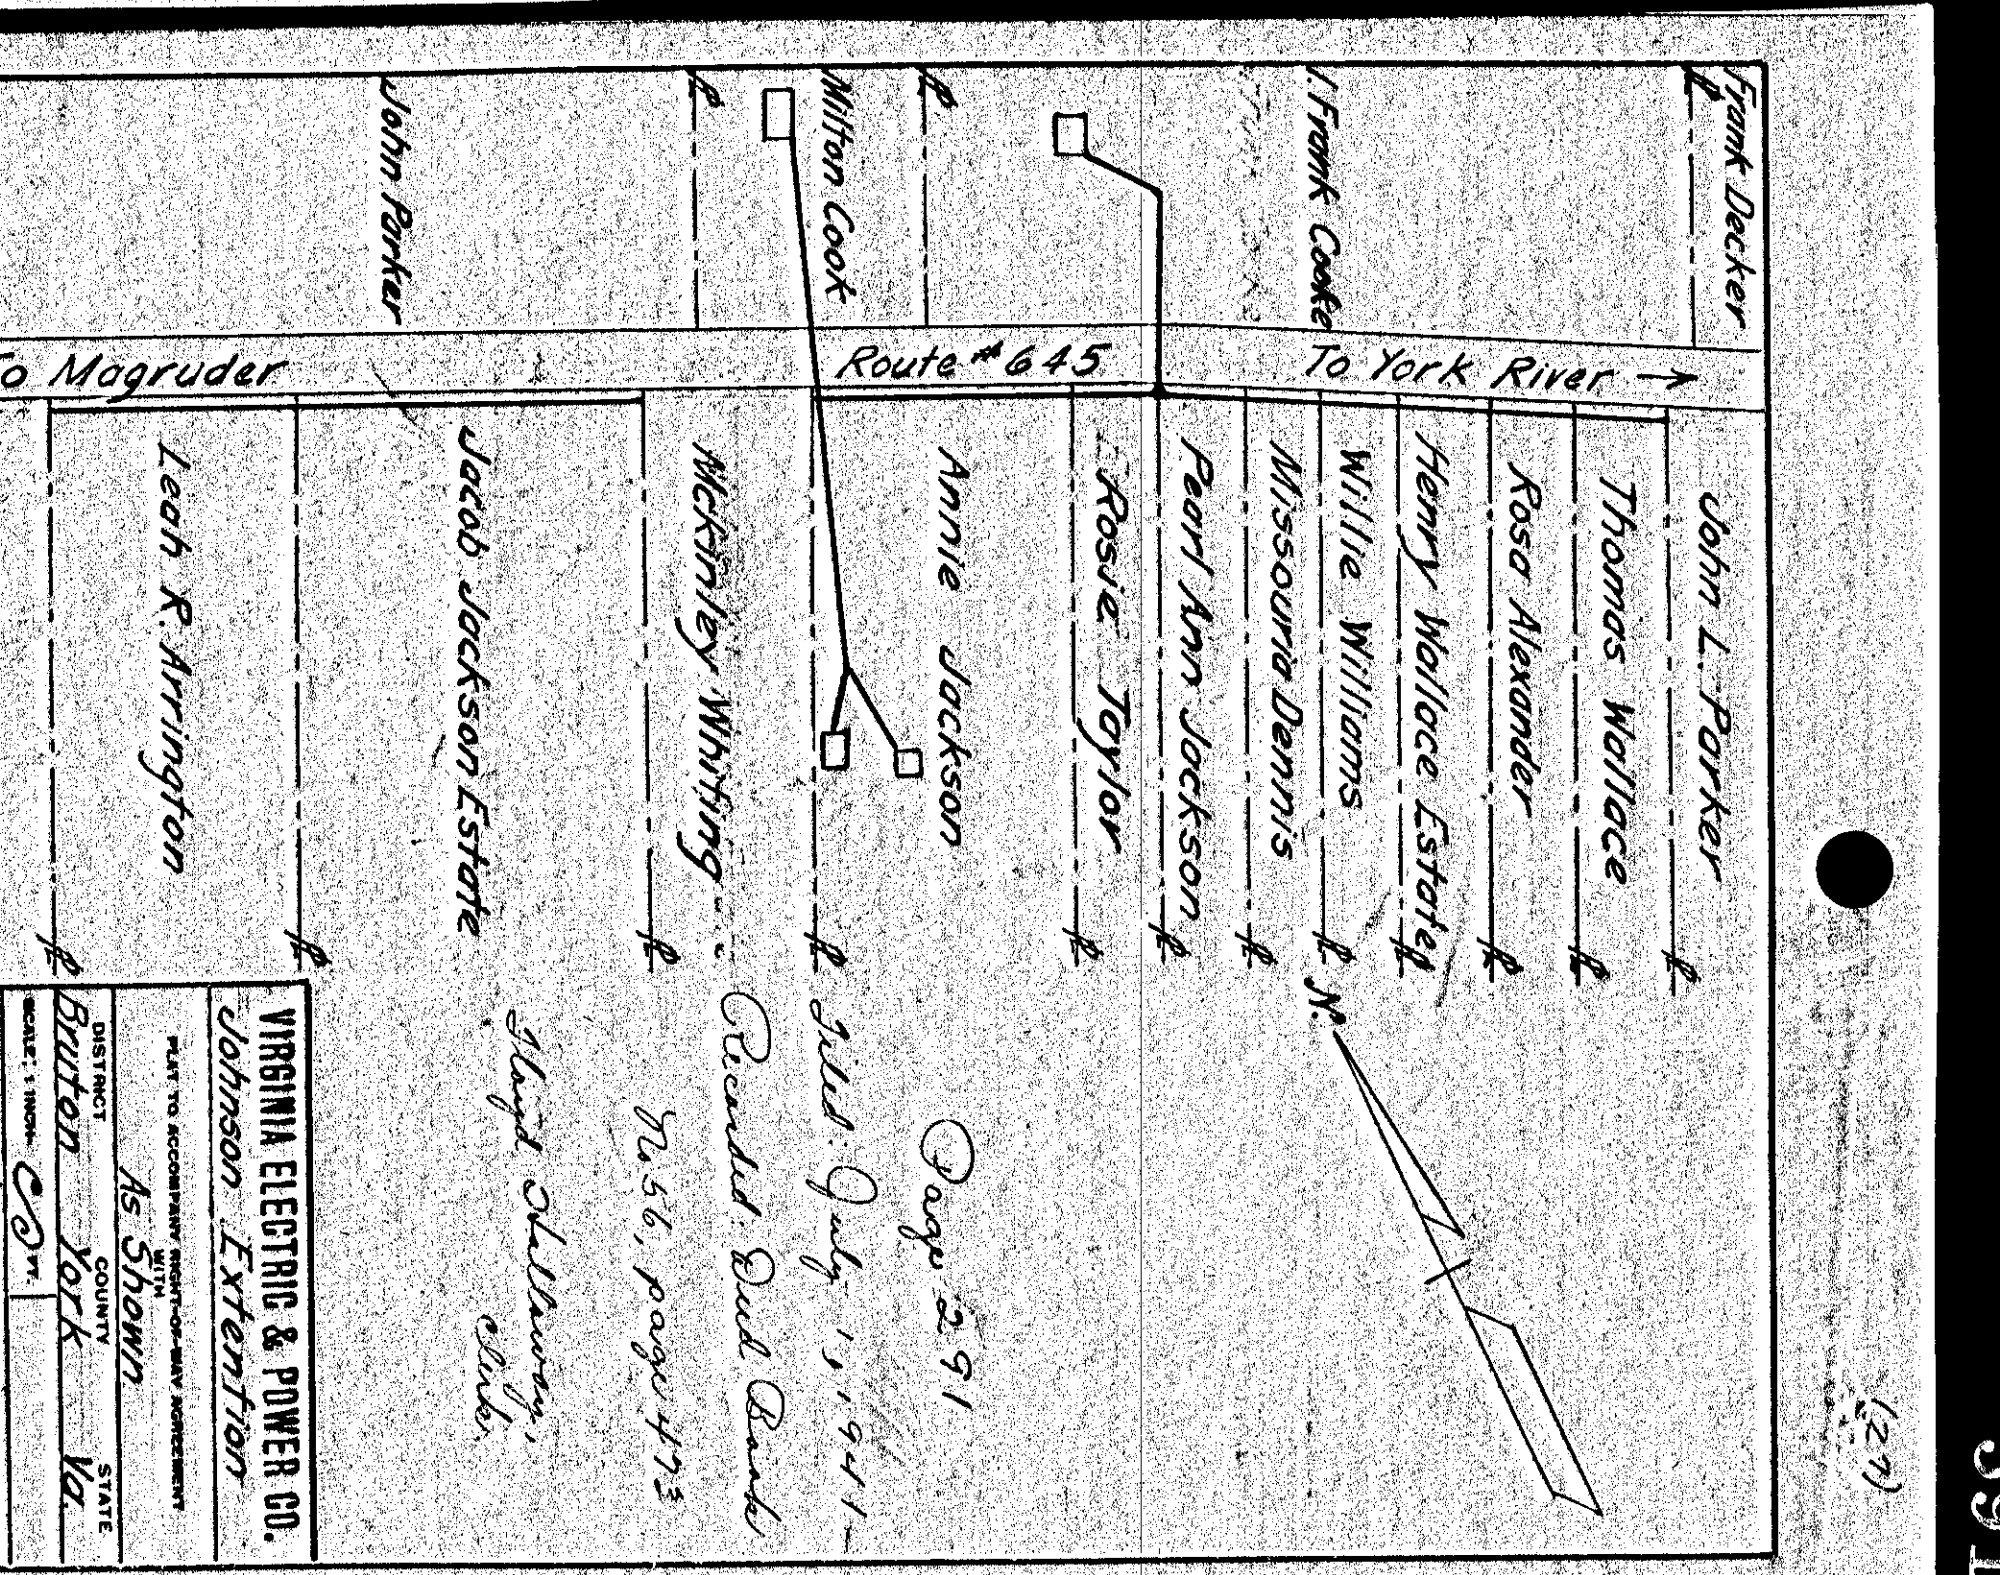 Frank Decker
I. Frank Cooke
Milton Cook
John Parker
To Magruder
Route #645
To York River →
John L. Parker
Thomas Wallace
Rosa Alexander
Henry Wallace Estate
Willie Williams
Missouria Dennis
Pearl Ann Jackson
Rosie Taylor
Annie Jackson
Mckinley Whiting
Jacob Jackson Estate
Leah R. Arrington
N.
(27)
391
Page 291
Filed: July 1, 1941-
Recorded: Deed Book
No 56, page 473
Floyd Hallaway,
Clerk.
VIRGINIA ELECTRIC & POWER CO.
Johnson Extention
PLAT TO ACCOMPANY RIGHT-OF-WAY AGREEMENT
WITH
As Shown
DISTRICT COUNTY STATE
Bruton York Va.
SCALE: 1 INCH= FT.